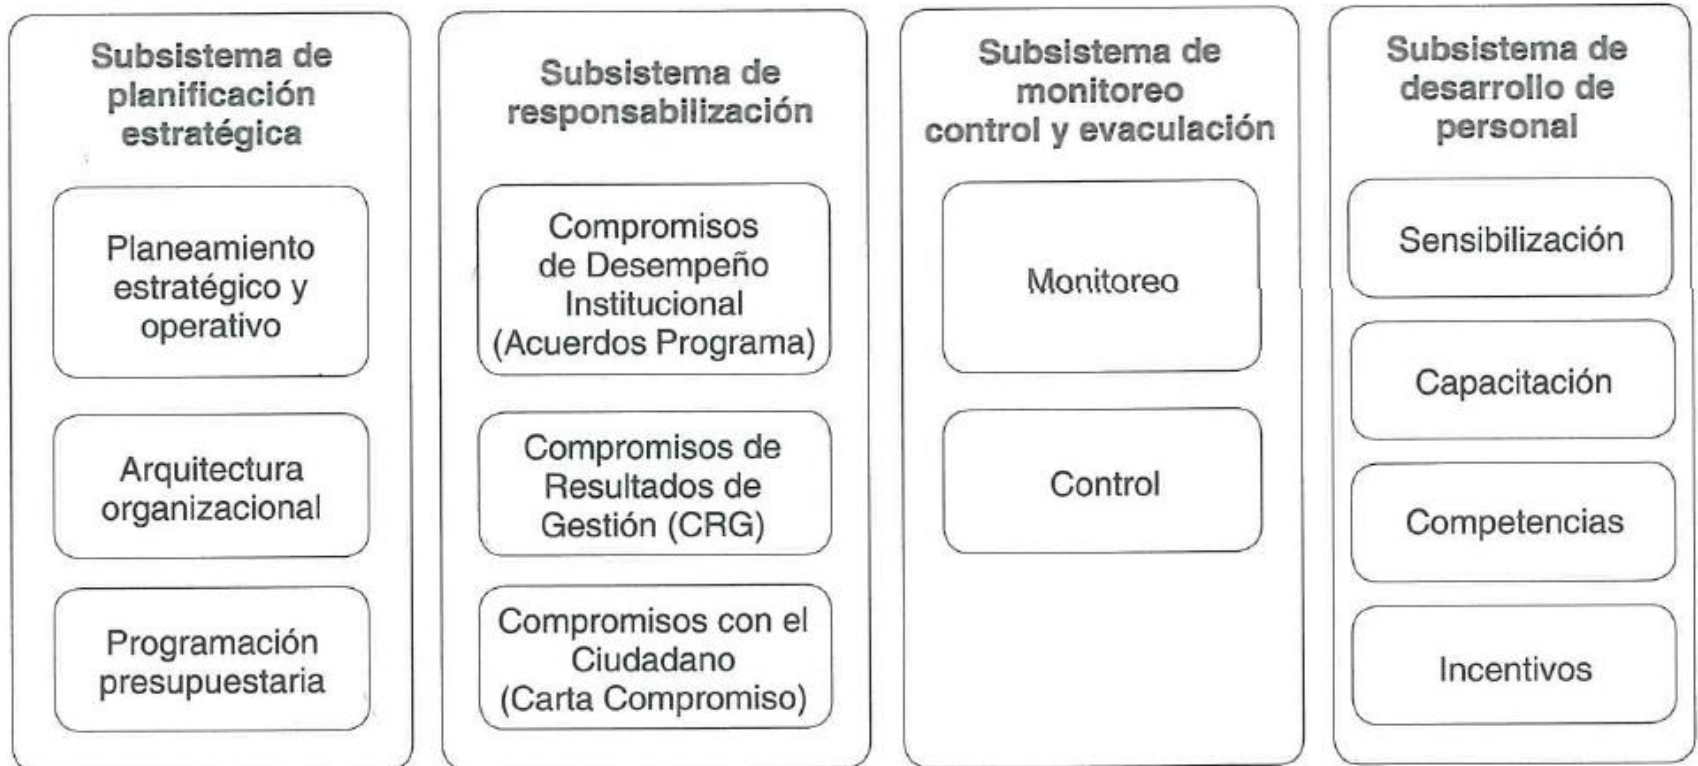 Subsistema de
planificación
estratégica
Planeamiento
estratégico y
operativo
Arquitectura
organizacional
Programación
presupuestaria
Subsistema de
responsabilización
Compromisos
de Desempeño
Institucional
(Acuerdos Programa)
Compromisos de
Resultados de
Gestión (CRG)
Compromisos con el
Ciudadano
(Carta Compromiso)
Subsistema de
monitoreo
control y evaculación
Monitoreo
Control
Subsistema de
desarrollo de
personal
Sensibilización
Capacitación
Competencias
Incentivos